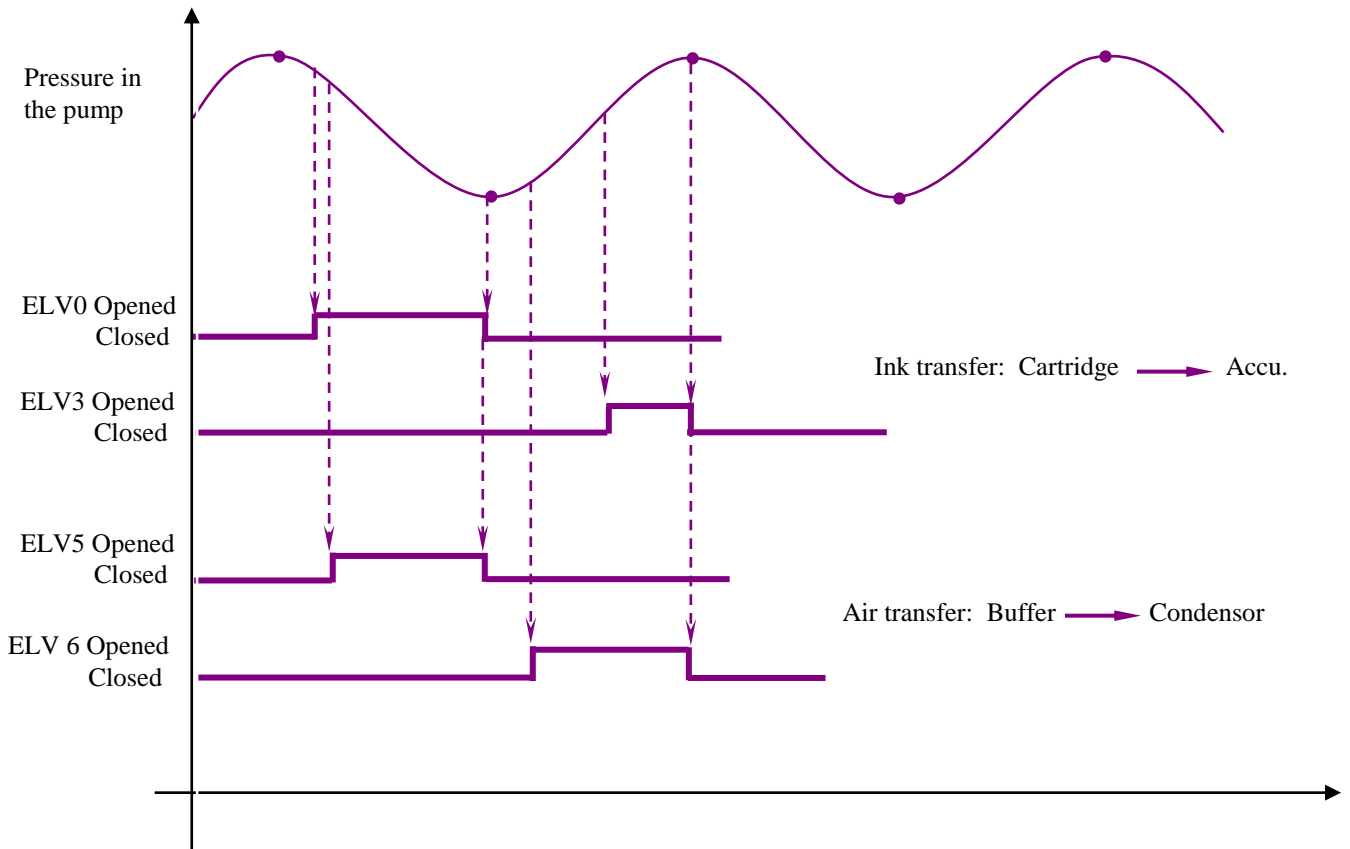 Pressure in
the pump
ELV0 Opened
Closed
Ink transfer: Cartridge Accu.
ELV3 Opened
Closed
ELV5 Opened
Closed
Air transfer: Buffer Condensor
ELV 6 Opened
Closed